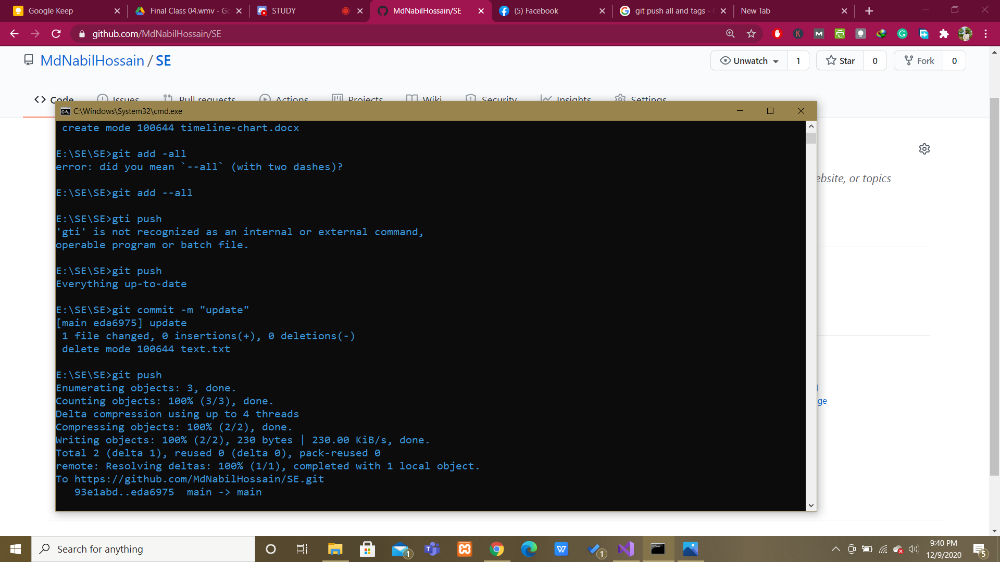 Google Keep
Final Class 04.wmv - Go
STUDY
MdNabilHossain/SE
(5) Facebook
git push all and tags -
New Tab
github.com/MdNabilHossain/SE
MdNabilHossain / SE
Unwatch 1
Star 0
Fork 0
Code
Issues
Pull requests
Actions
Projects
Wiki
Security
Insights
Settings
C:\Windows\System32\cmd.exe
create mode 100644 timeline-chart.docx
E:\SE\SE>git add -all
error: did you mean `--all` (with two dashes)?
E:\SE\SE>git add --all
E:\SE\SE>gti push
'gti' is not recognized as an internal or external command,
operable program or batch file.
E:\SE\SE>git push
Everything up-to-date
E:\SE\SE>git commit -m "update"
[main eda6975] update
1 file changed, 0 insertions(+), 0 deletions(-)
delete mode 100644 text.txt
E:\SE\SE>git push
Enumerating objects: 3, done.
Counting objects: 100% (3/3), done.
Delta compression using up to 4 threads
Compressing objects: 100% (2/2), done.
Writing objects: 100% (2/2), 230 bytes | 230.00 KiB/s, done.
Total 2 (delta 1), reused 0 (delta 0), pack-reused 0
remote: Resolving deltas: 100% (1/1), completed with 1 local object.
To https://github.com/MdNabilHossain/SE.git
93e1abd..eda6975  main -> main
ebsite, or topics
ge
Search for anything
1
1
9:40 PM
12/9/2020
5